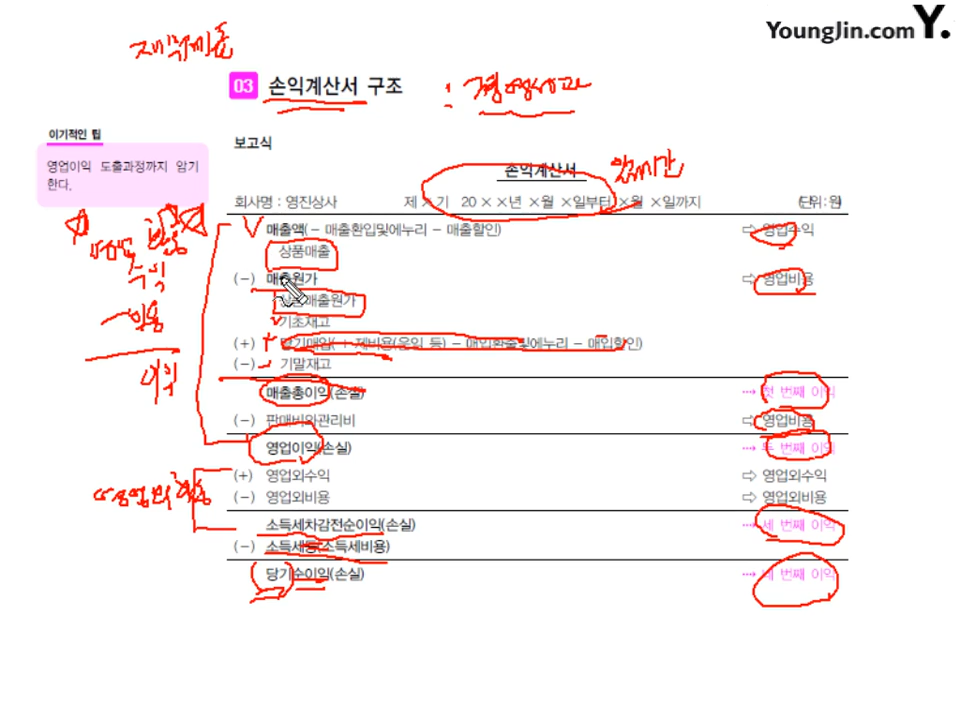 YoungJin.com Y.
재무제표
03 손익계산서 구조 : 경영성과
이기적인 팁
영업이익 도출과정까지 암기
한다.
보고식
손익계산서
회사명 : 영진상사 제 × 기 20 × ×년 ×월 ×일부터 ×월 ×일까지 (단위:원)
매출액(− 매출환입및에누리 − 매출할인) ⇨ 영업수익
상품매출
(−) 매출원가 ⇨ 영업비용
상품매출원가
기초재고
(+) 당기매입( + 제비용(운임 등) − 매입환출및에누리 − 매입할인)
(−) 기말재고
매출총이익(손실) ⋯→ 첫 번째 이익
(−) 판매비와관리비 ⇨ 영업비용
영업이익(손실) ⋯→ 두 번째 이익
(+) 영업외수익 ⇨ 영업외수익
(−) 영업외비용 ⇨ 영업외비용
소득세차감전순이익(손실) ⋯→ 세 번째 이익
(−) 소득세등(소득세비용)
당기순이익(손실) ⋯→ 네 번째 이익
수익
−비용
이익